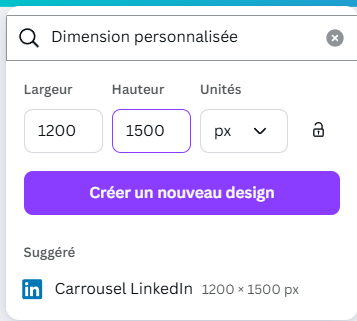 Dimension personnalisée
Largeur Hauteur Unités
1200 1500 px
Créer un nouveau design
Suggéré
in Carrousel LinkedIn 1200 × 1500 px